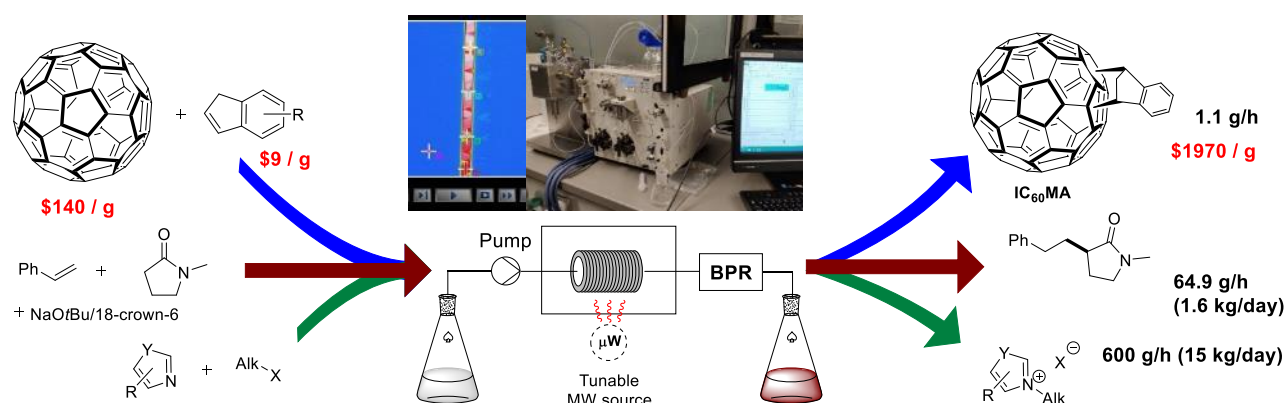 +
R
$9 / g
$140 / g
1.1 g/h
$1970 / g
IC60MA
Ph
+
O
N
+ NaOtBu/18-crown-6
Y
N
R
+
Alk
X
Pump
BPR
μW
Tunable
MW source
Ph
O
N
64.9 g/h
(1.6 kg/day)
Y
R
N
+
Alk
X
−
600 g/h (15 kg/day)